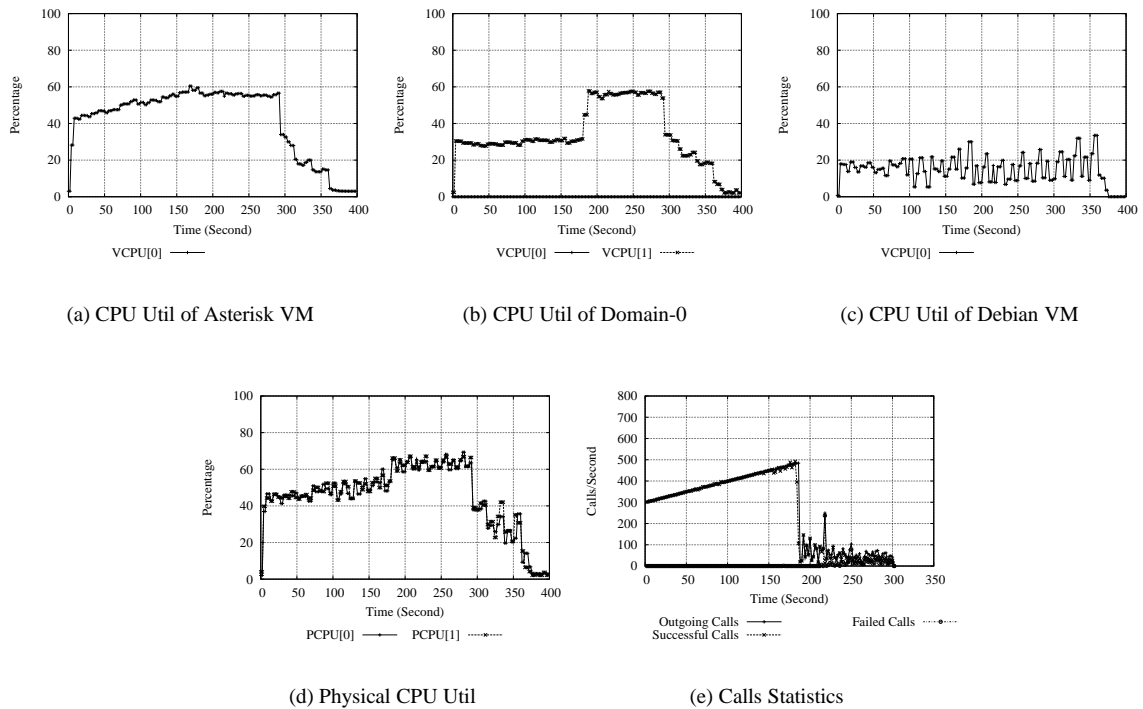 100
80
60
40
20
0
Percentage
0 50 100 150 200 250 300 350 400
Time (Second)
VCPU[0]
(a) CPU Util of Asterisk VM
100
80
60
40
20
0
Percentage
0 50 100 150 200 250 300 350 400
Time (Second)
VCPU[0] VCPU[1]
(b) CPU Util of Domain-0
100
80
60
40
20
0
Percentage
0 50 100 150 200 250 300 350 400
Time (Second)
VCPU[0]
(c) CPU Util of Debian VM
100
80
60
40
20
0
Percentage
0 50 100 150 200 250 300 350 400
Time (Second)
PCPU[0] PCPU[1]
(d) Physical CPU Util
800
700
600
500
400
300
200
100
0
Calls/Second
0 50 100 150 200 250 300 350
Time (Second)
Outgoing Calls Failed Calls
Successful Calls
(e) Calls Statistics